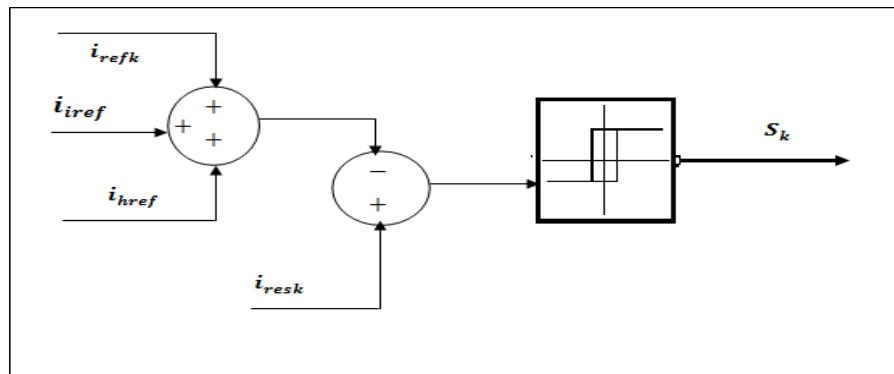 i_refk
+
i_iref
+
+
S_k
−
i_href
+
i_resk